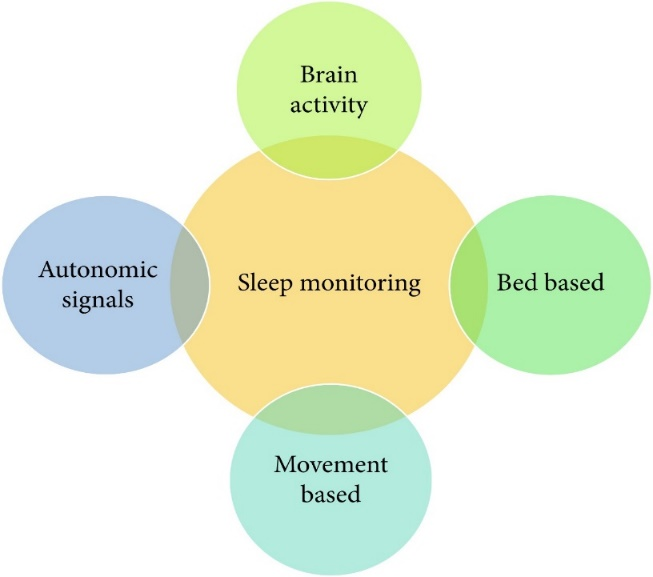 Brain
activity
Autonomic
signals
Sleep monitoring
Bed based
Movement
based